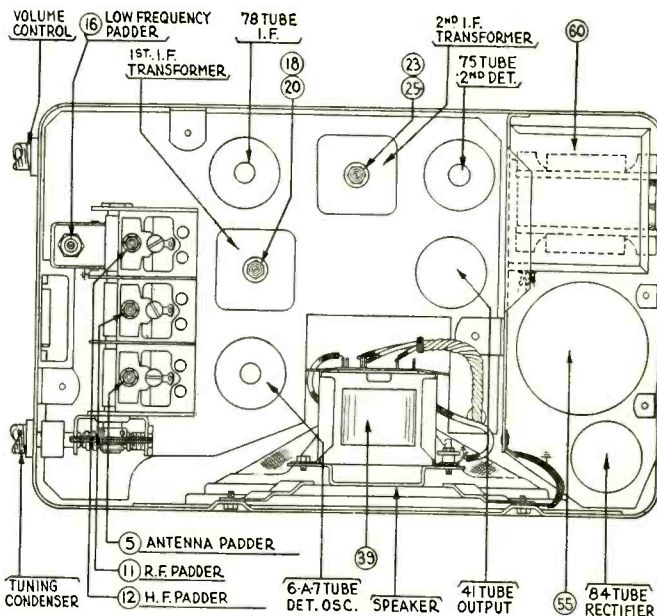 VOLUME
CONTROL
16 LOW FREQUENCY
PADDER
1ST. I.F.
TRANSFORMER
78 TUBE
I.F.
18
20
23
25
2ND I.F.
TRANSFORMER
75 TUBE
2ND DET.
60
5 ANTENNA PADDER
11 R.F. PADDER
12 H.F. PADDER
TUNING
CONDENSER
6-A-7 TUBE
DET. OSC.
39
SPEAKER
41 TUBE
OUTPUT
55
84 TUBE
RECTIFIER